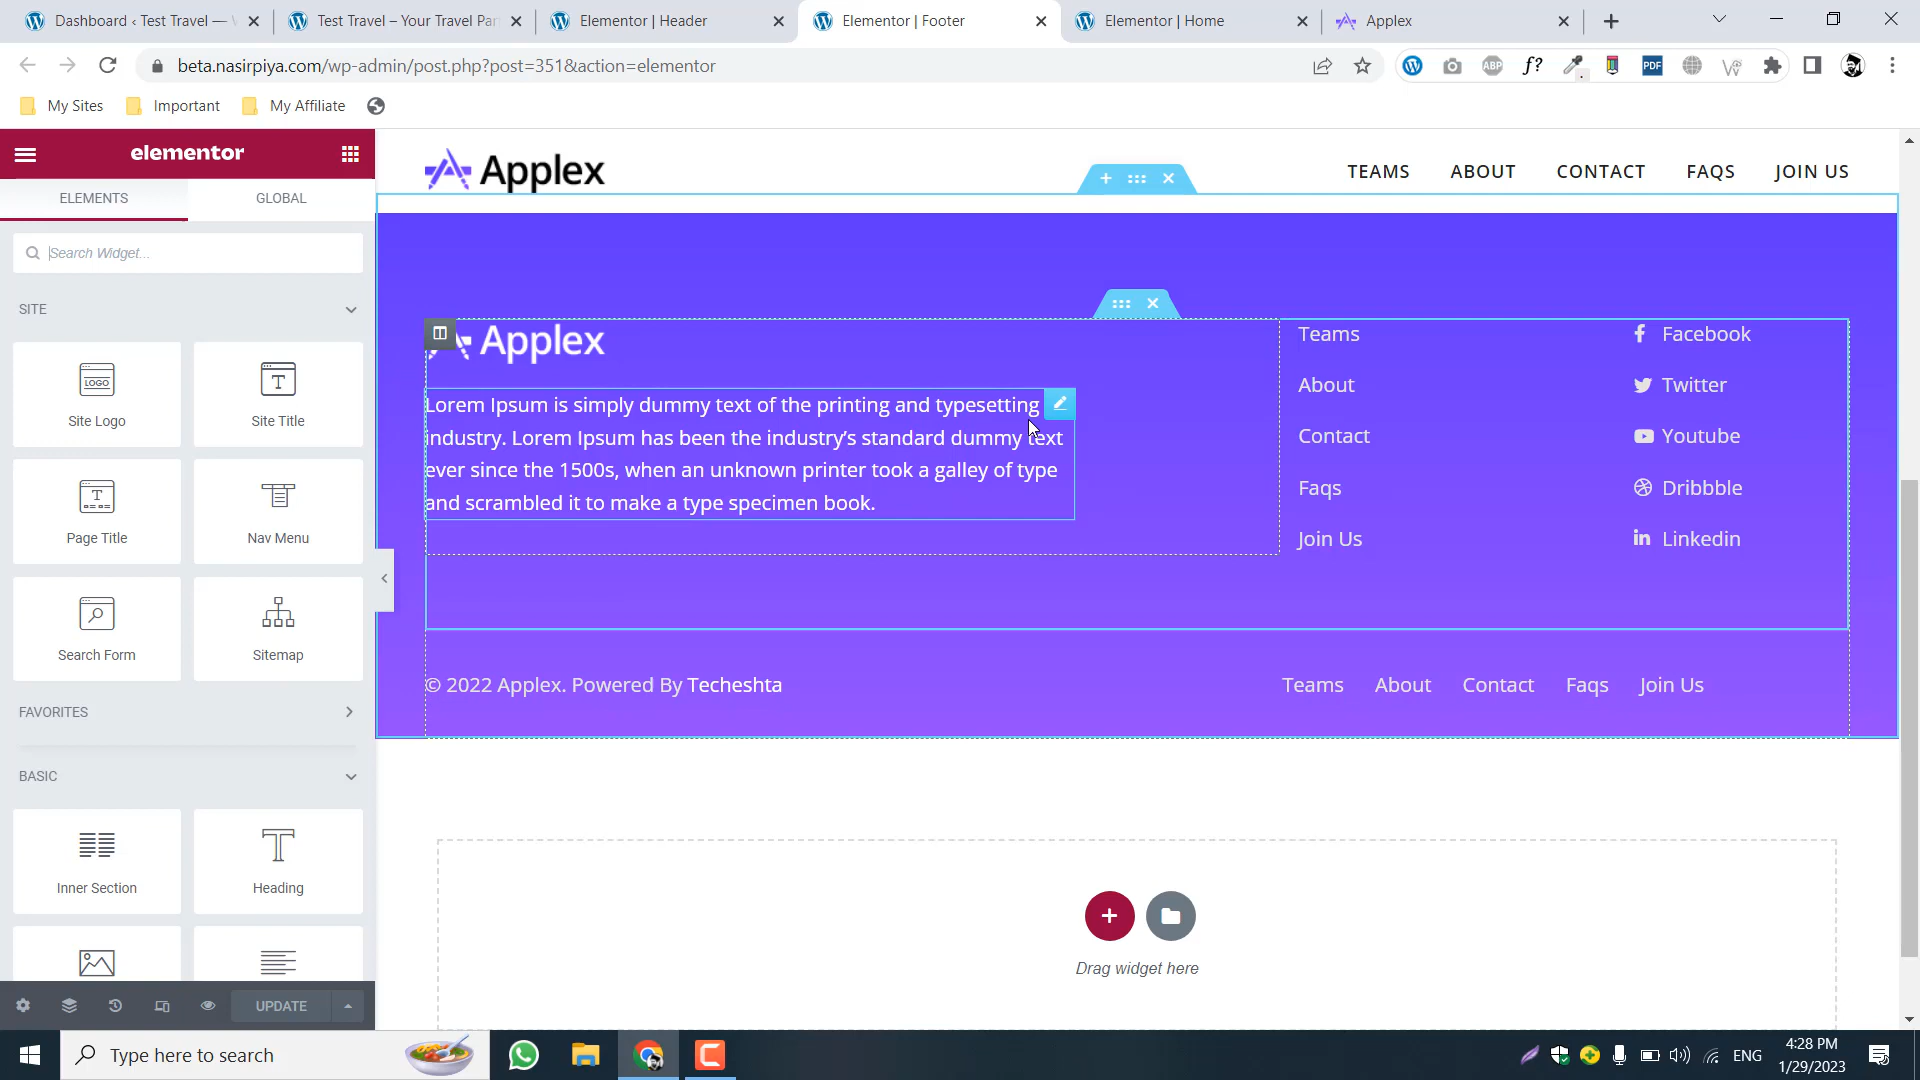 Dashboard ‹ Test Travel —
Test Travel – Your Travel Par
Elementor | Header
Elementor | Footer
Elementor | Home
Applex
beta.nasirpiya.com/wp-admin/post.php?post=351&action=elementor
ABP
f?
PDF
My Sites
Important
My Affiliate
elementor
ELEMENTS
GLOBAL
Search Widget...
SITE
LOGO
Site Logo
Site Title
Page Title
Nav Menu
Search Form
Sitemap
FAVORITES
BASIC
Inner Section
Heading
UPDATE
Applex
TEAMS
ABOUT
CONTACT
FAQS
JOIN US
Applex
Lorem Ipsum is simply dummy text of the printing and typesetting
industry. Lorem Ipsum has been the industry’s standard dummy text
ever since the 1500s, when an unknown printer took a galley of type
and scrambled it to make a type specimen book.
Teams
About
Contact
Faqs
Join Us
Facebook
Twitter
Youtube
Dribbble
Linkedin
© 2022 Applex. Powered By Techeshta
Teams
About
Contact
Faqs
Join Us
Drag widget here
Type here to search
ENG
4:28 PM
1/29/2023